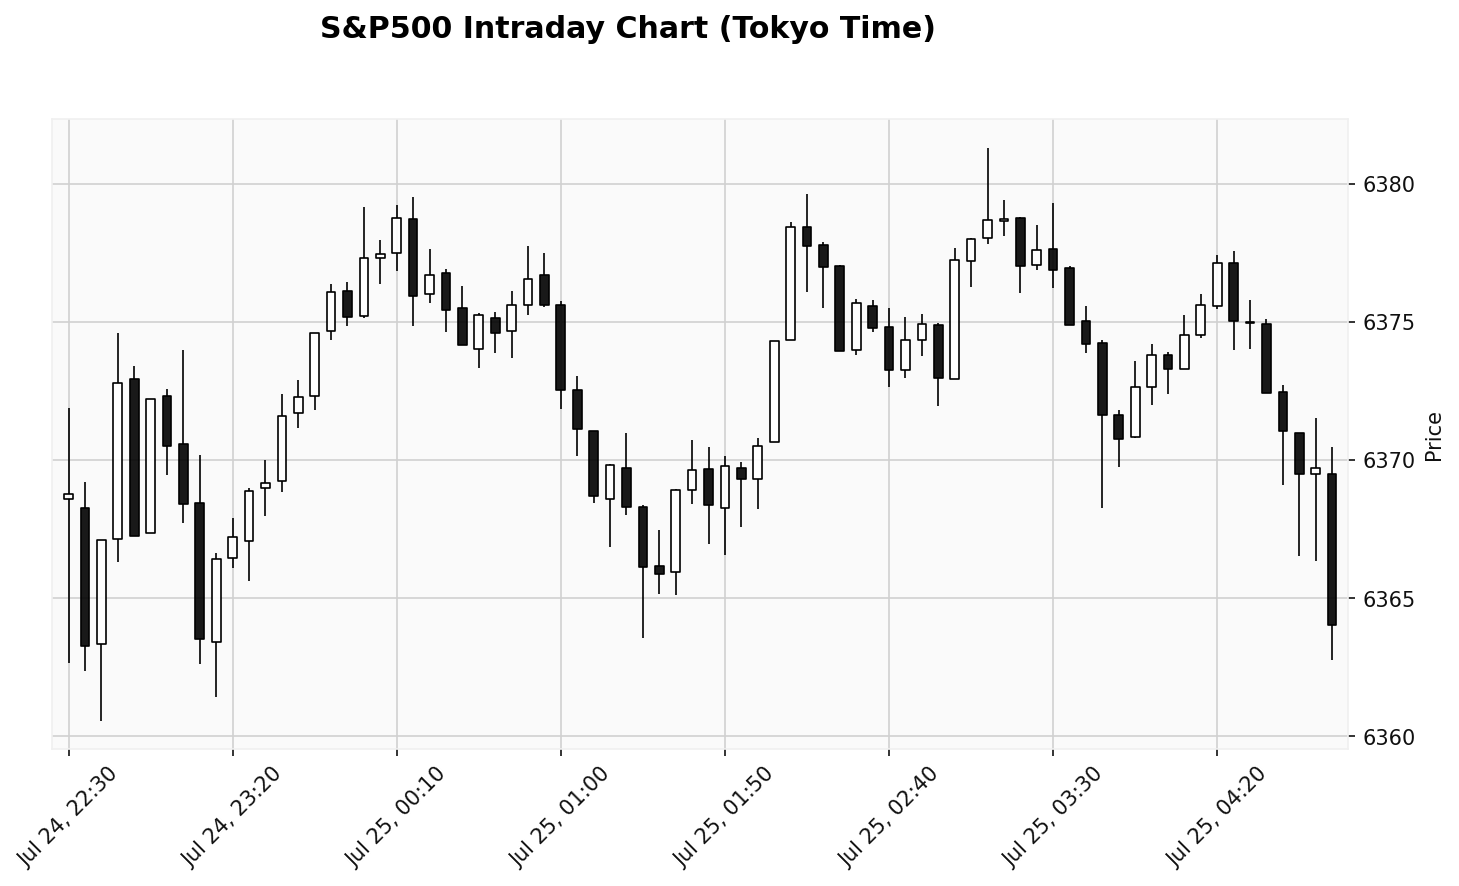 S&P500 Intraday Chart (Tokyo Time)
6380
6375
6370
6365
6360
Price
Jul 24, 22:30
Jul 24, 23:20
Jul 25, 00:10
Jul 25, 01:00
Jul 25, 01:50
Jul 25, 02:40
Jul 25, 03:30
Jul 25, 04:20